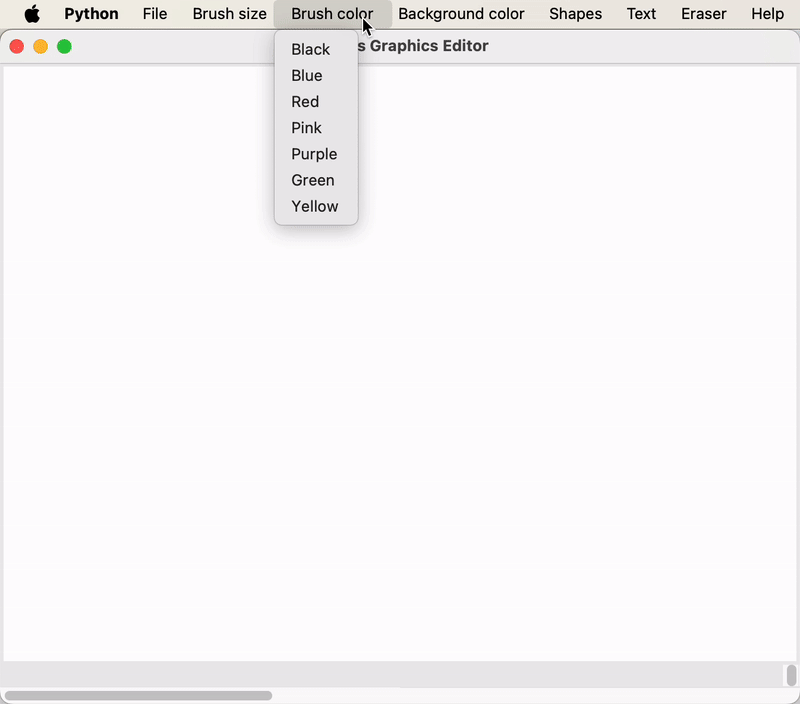 Python File Brush size Brush color Background color Shapes Text Eraser Help
s Graphics Editor
Black
Blue
Red
Pink
Purple
Green
Yellow